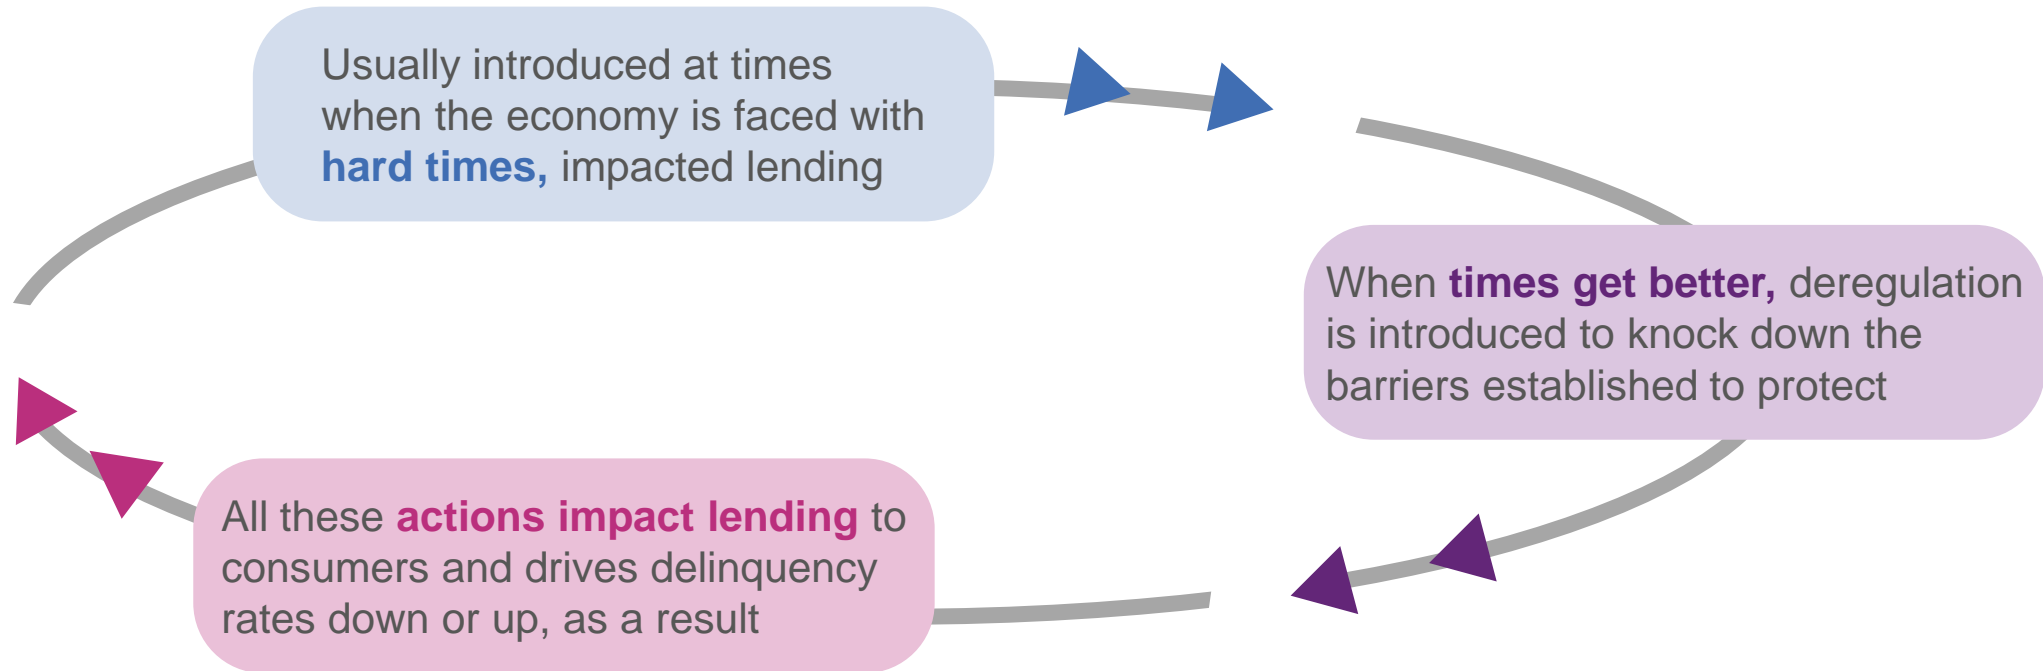 Usually introduced at times
when the economy is faced with
hard times, impacted lending
When times get better, deregulation
is introduced to knock down the
barriers established to protect
All these actions impact lending to
consumers and drives delinquency
rates down or up, as a result